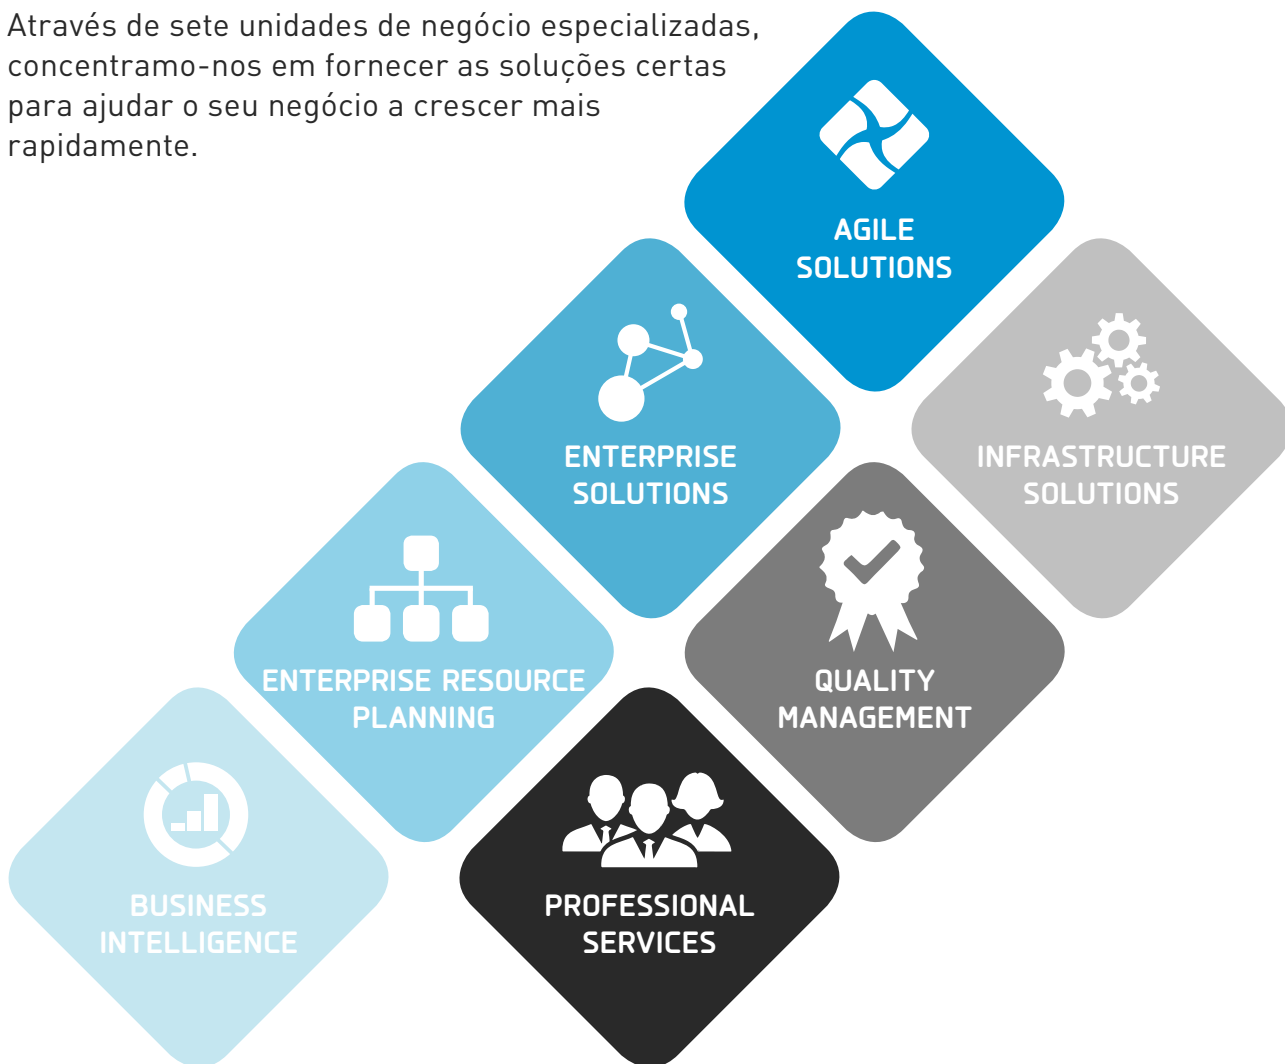 Através de sete unidades de negócio especializadas,
concentramo-nos em fornecer as soluções certas
para ajudar o seu negócio a crescer mais
rapidamente.
AGILE
SOLUTIONS
ENTERPRISE
SOLUTIONS
INFRASTRUCTURE
SOLUTIONS
ENTERPRISE RESOURCE
PLANNING
QUALITY
MANAGEMENT
BUSINESS
INTELLIGENCE
PROFESSIONAL
SERVICES